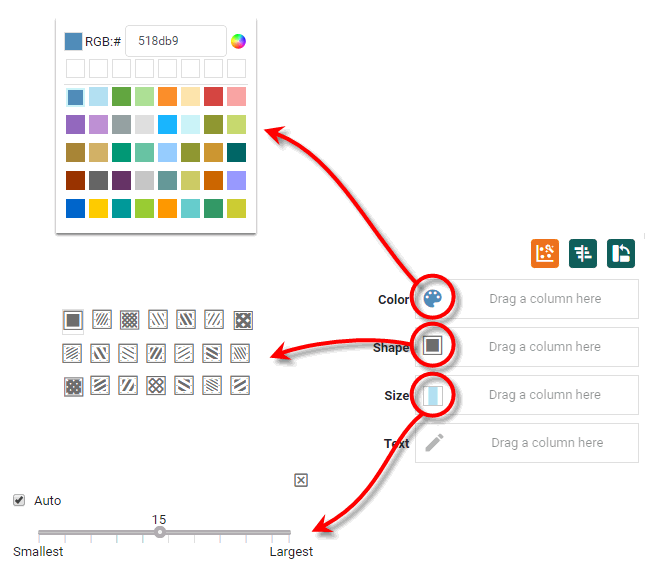 RGB:# 518db9
Color Drag a column here
Shape Drag a column here
Size Drag a column here
Text Drag a column here
Auto
15
Smallest Largest